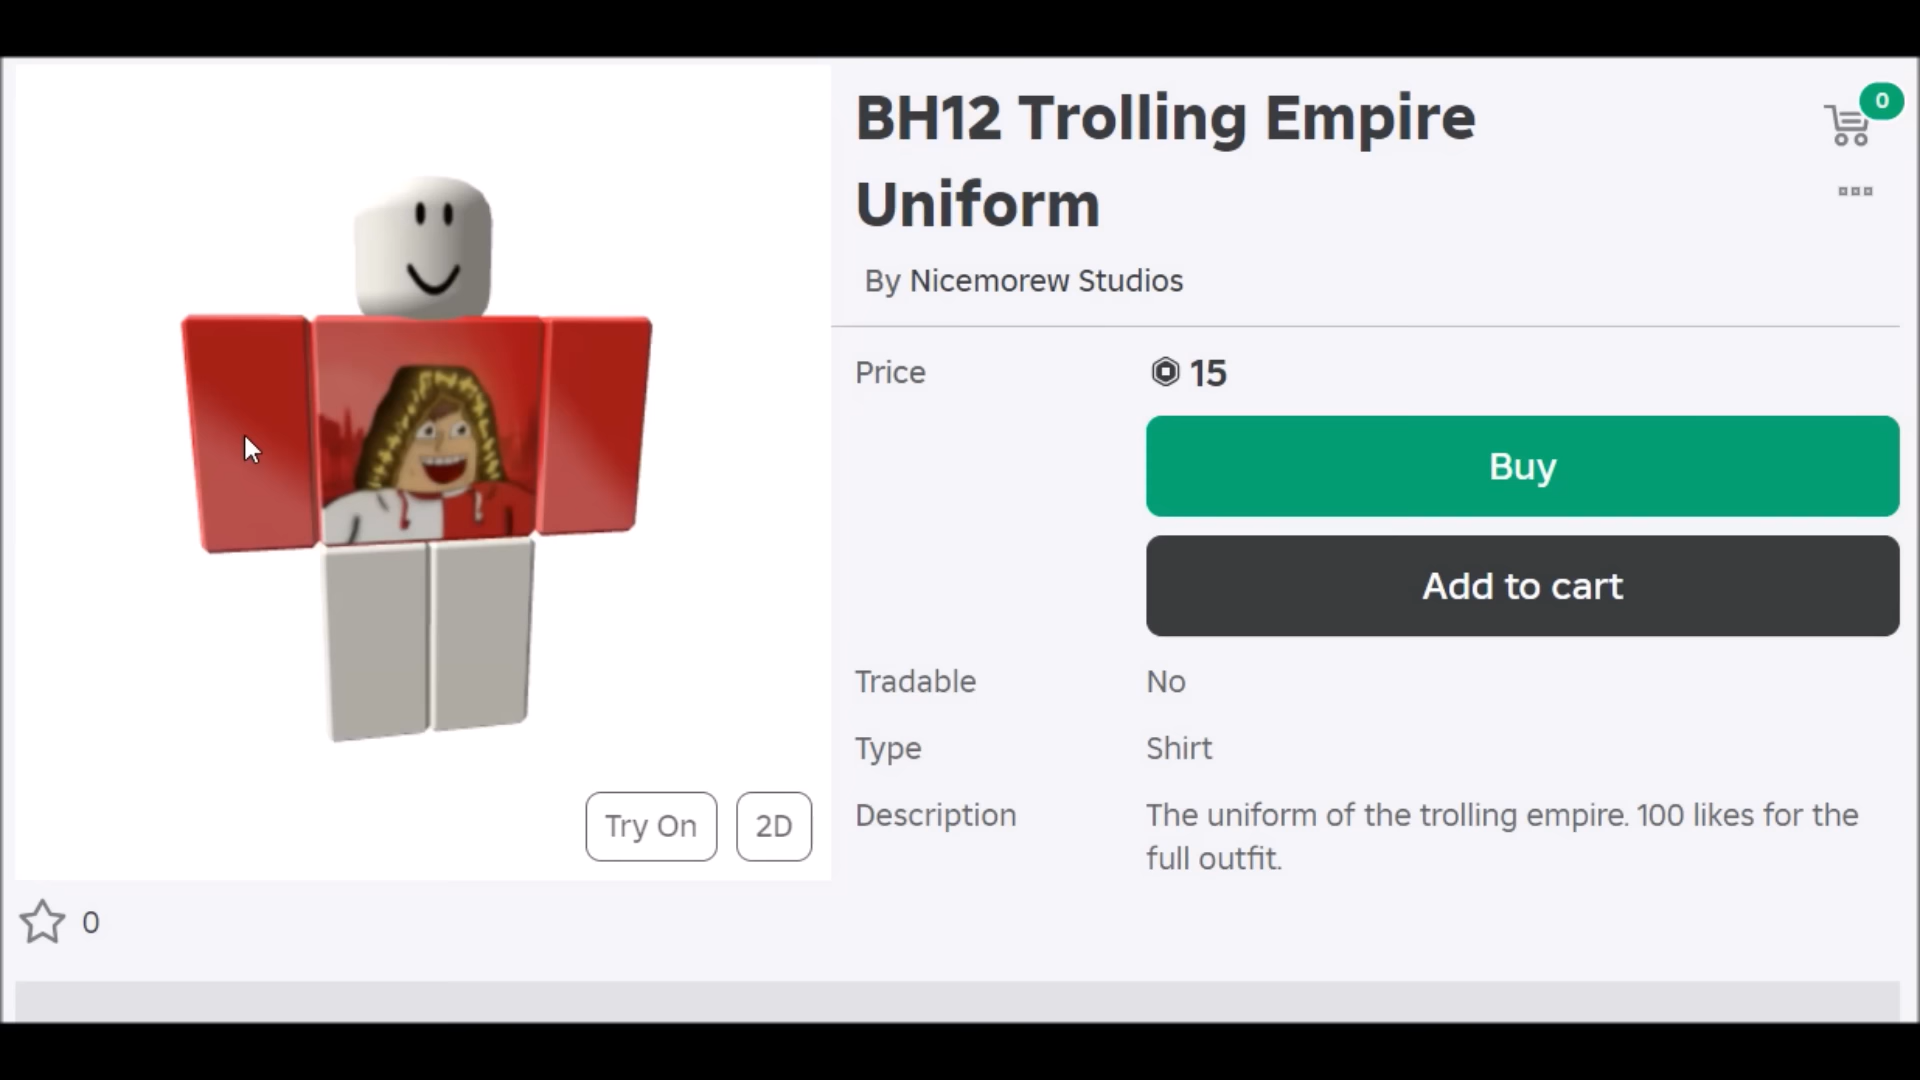 BH12 Trolling Empire
Uniform
0
By Nicemorew Studios
Price
15
Buy
Add to cart
Tradable
No
Type
Shirt
Description
The uniform of the trolling empire. 100 likes for the
full outfit.
Try On
2D
0